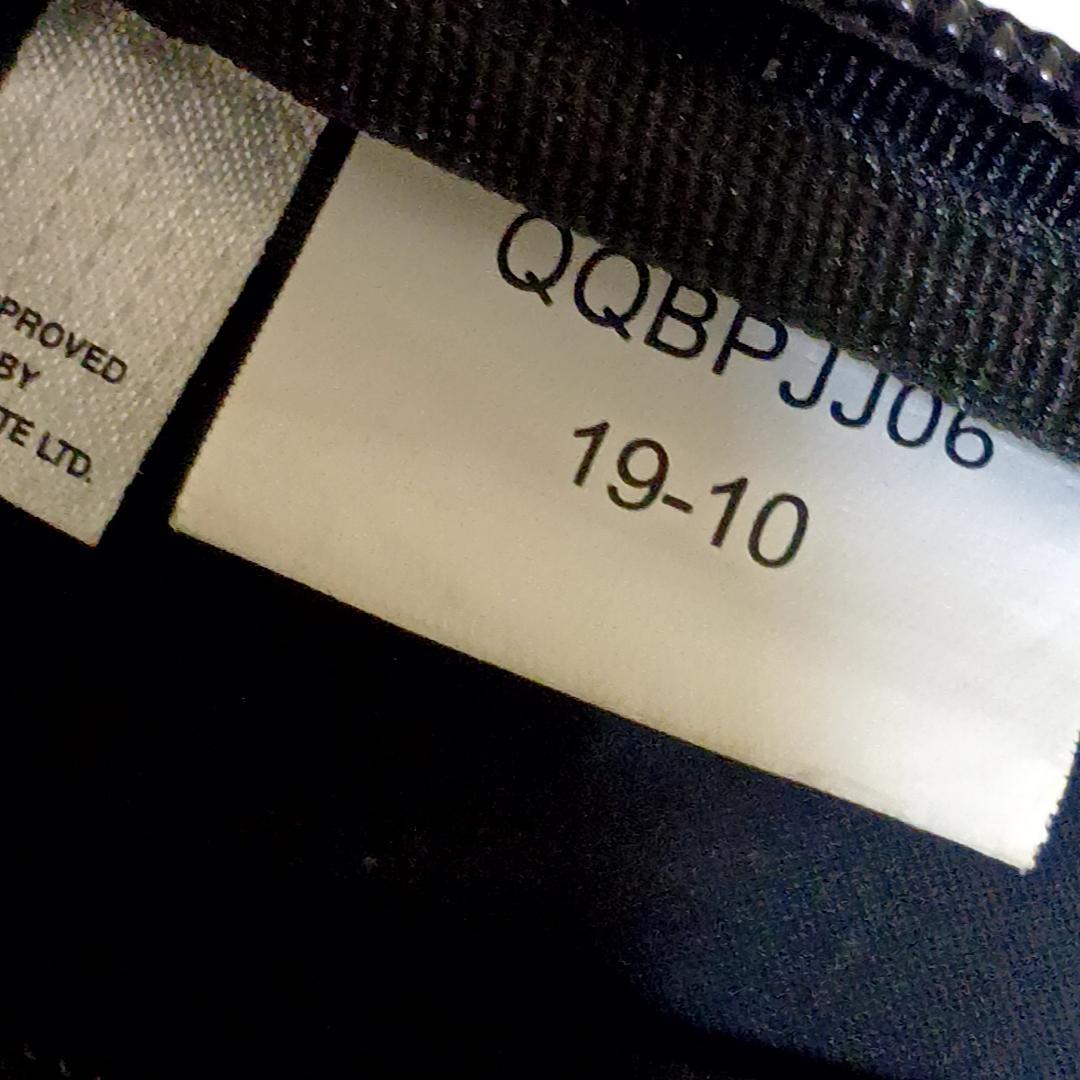 PROVED
BY
TE LTD.
QQBPJJ06
19-10